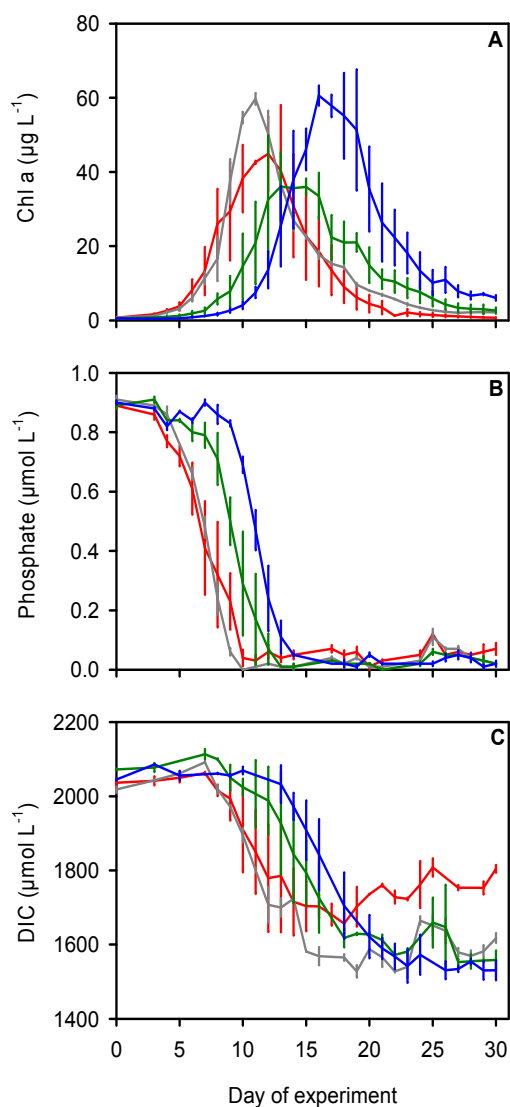 A
80
60
40
20
0
Chl a (µg L⁻¹)
B
1.0
0.8
0.6
0.4
0.2
0.0
Phosphate (µmol L⁻¹)
C
2200
2000
1800
1600
1400
DIC (µmol L⁻¹)
0 5 10 15 20 25 30
Day of experiment